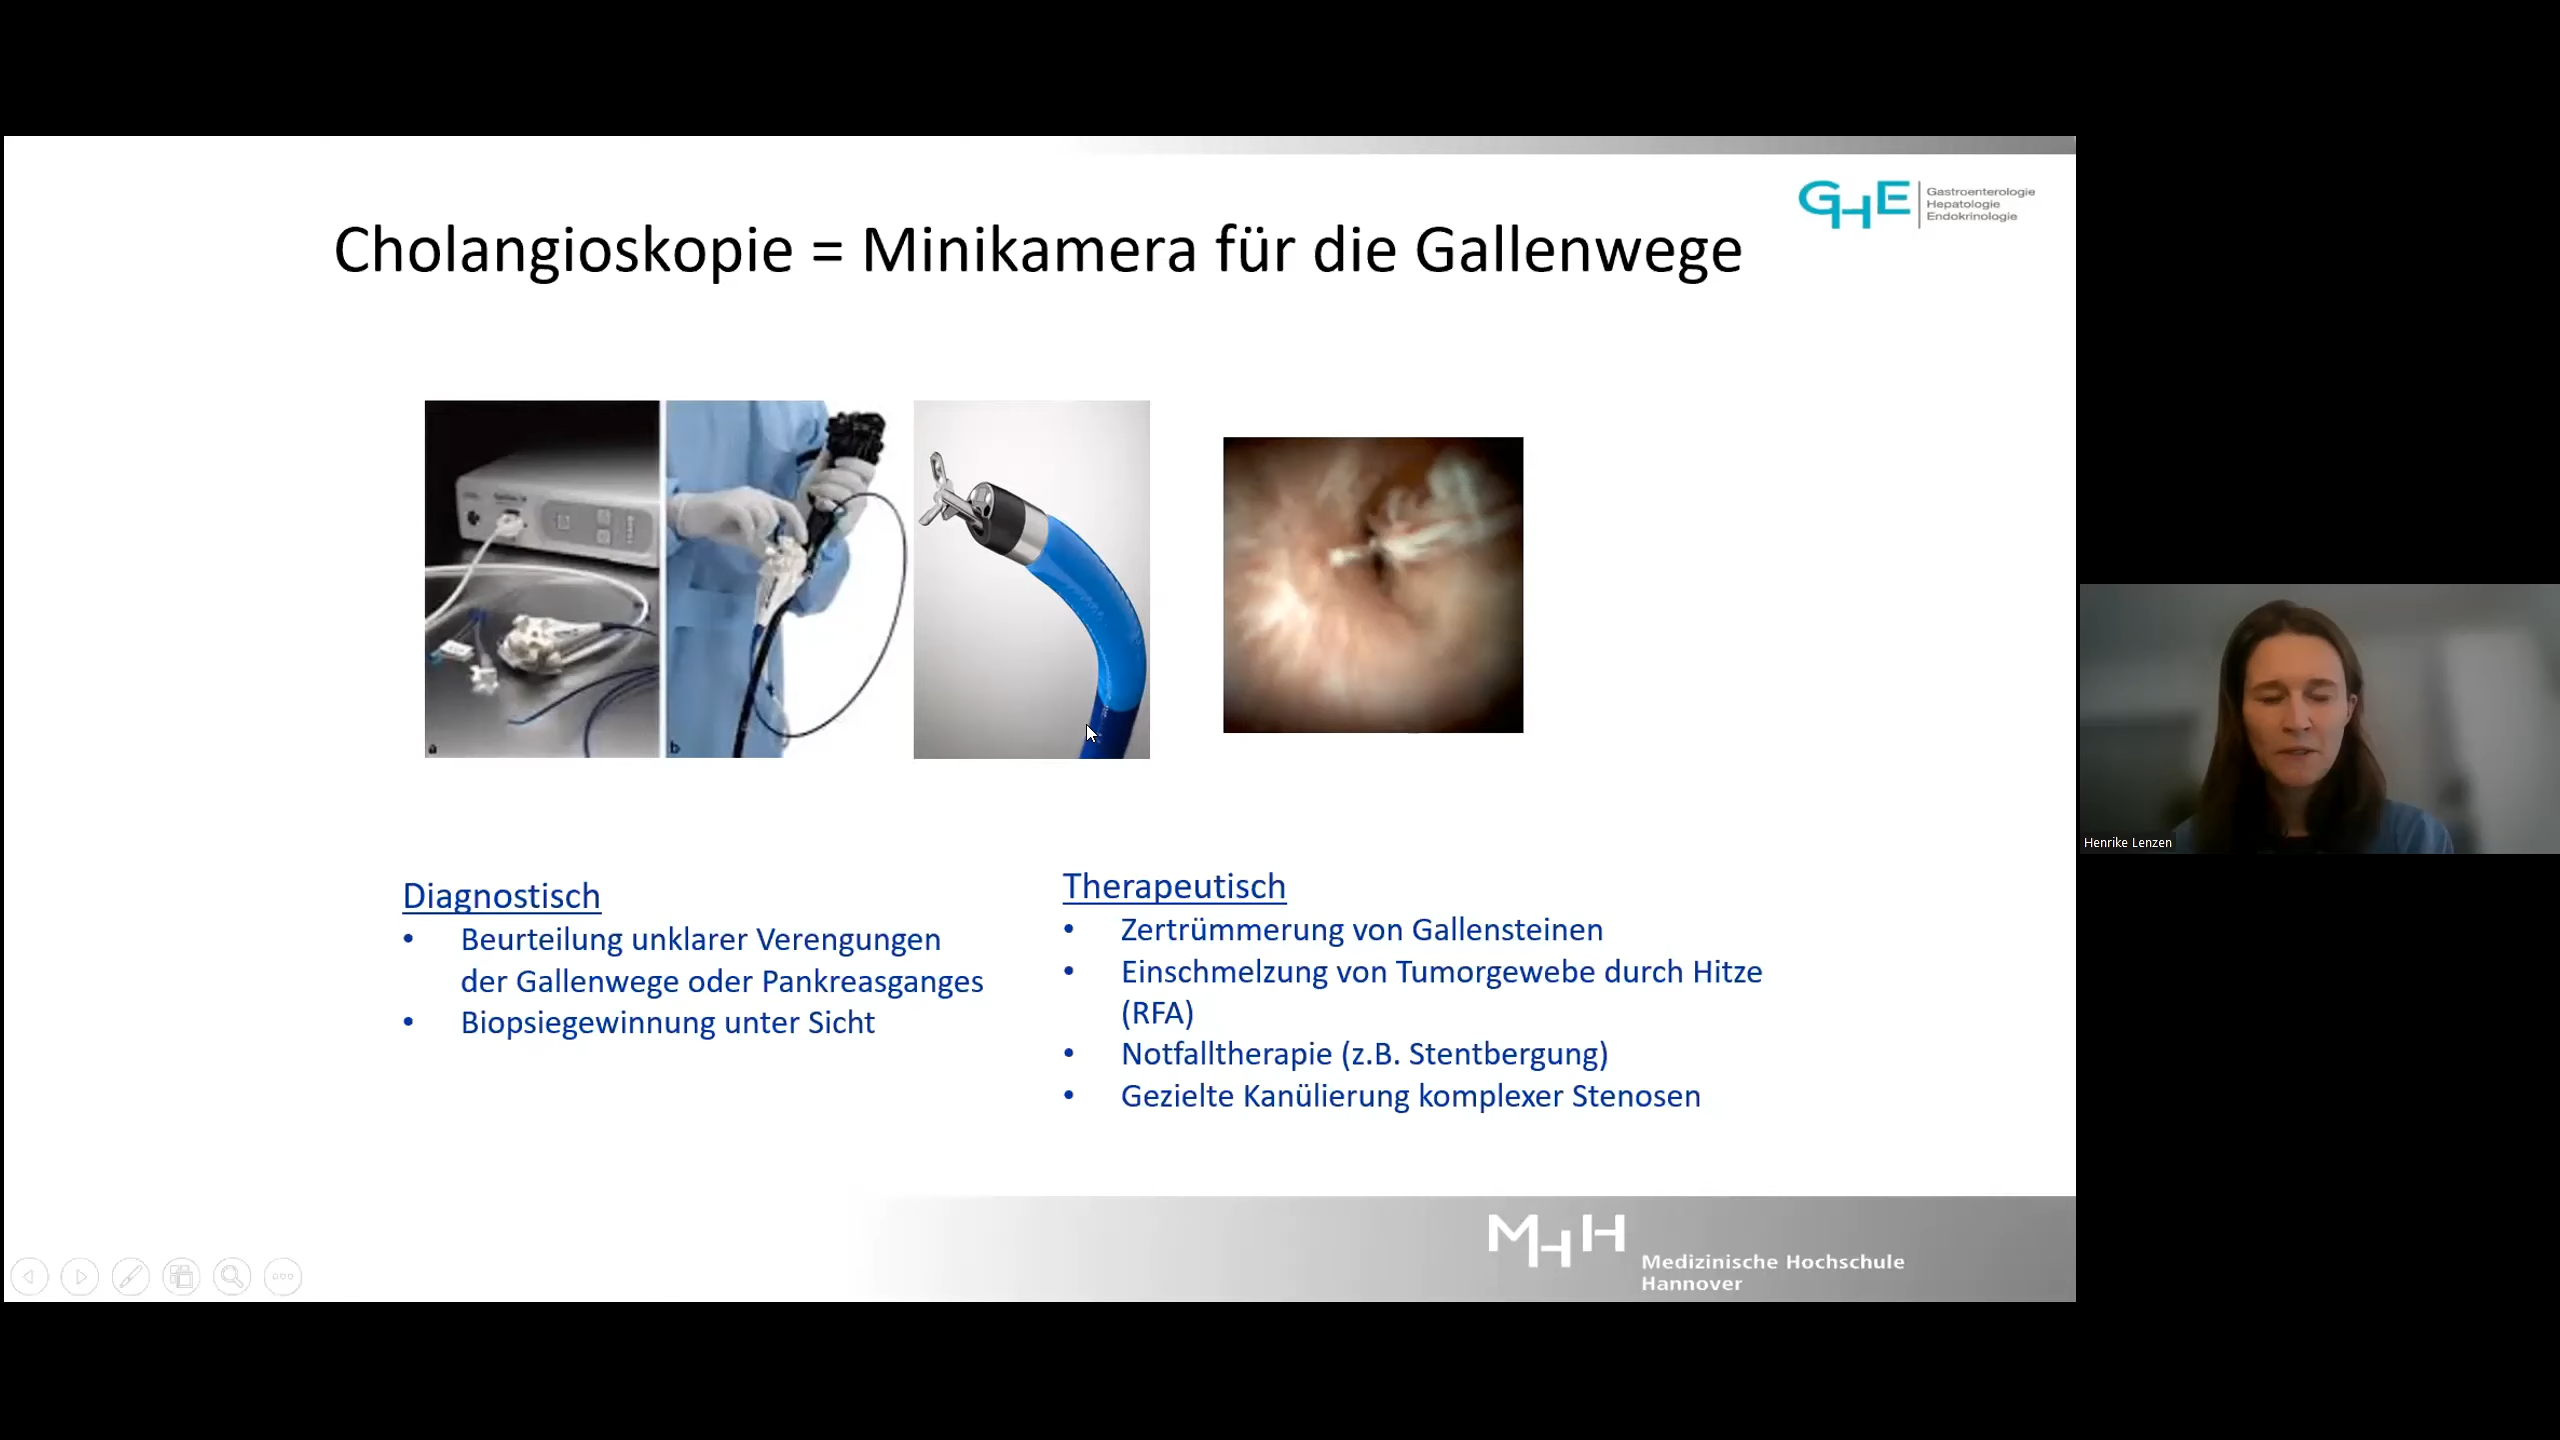 GHE
Gastroenterologie
Hepatologie
Endokrinologie
Cholangioskopie = Minikamera für die Gallenwege
a
b
Diagnostisch
• Beurteilung unklarer Verengungen
der Gallenwege oder Pankreasganges
• Biopsiegewinnung unter Sicht
Therapeutisch
• Zertrümmerung von Gallensteinen
• Einschmelzung von Tumorgewebe durch Hitze
(RFA)
• Notfalltherapie (z.B. Stentbergung)
• Gezielte Kanülierung komplexer Stenosen
Henrike Lenzen
MHH
Medizinische Hochschule
Hannover